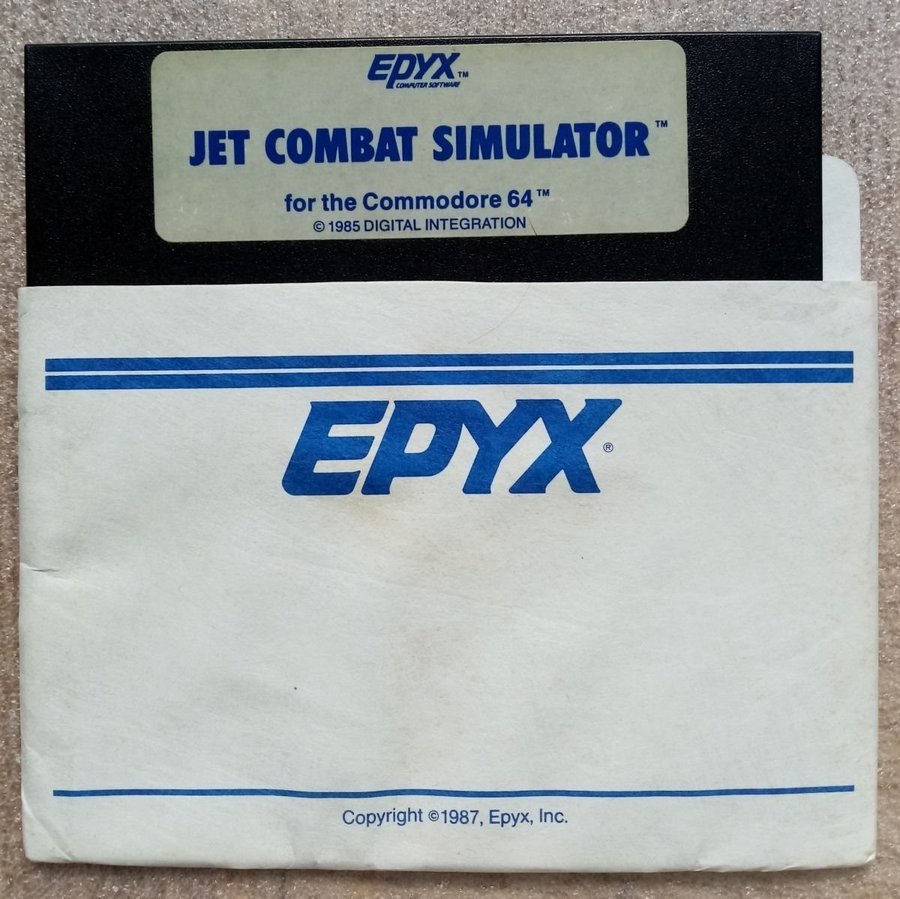 EPYX™
COMPUTER SOFTWARE
JET COMBAT SIMULATOR™
for the Commodore 64™
© 1985 DIGITAL INTEGRATION
EPYX®
Copyright ©1987, Epyx, Inc.